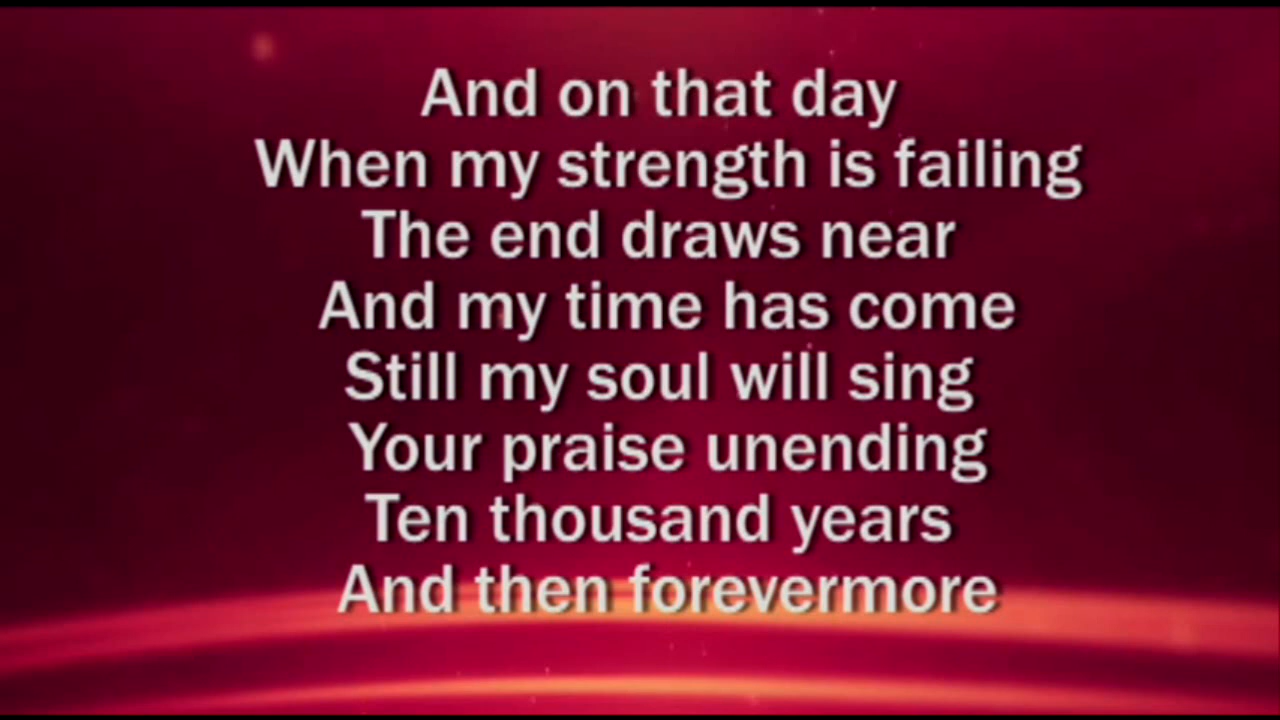 And on that day
When my strength is failing
The end draws near
And my time has come
Still my soul will sing
Your praise unending
Ten thousand years
And then forevermore